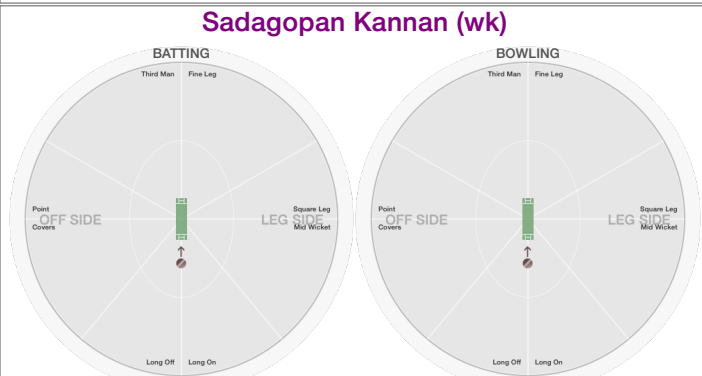 Sadagopan Kannan (wk)
BATTING
Third Man Fine Leg
Point
OFF SIDE
Covers
Square Leg
LEG SIDE
Mid Wicket
Long Off Long On
BOWLING
Third Man Fine Leg
Point
OFF SIDE
Covers
Square Leg
LEG SIDE
Mid Wicket
Long Off Long On